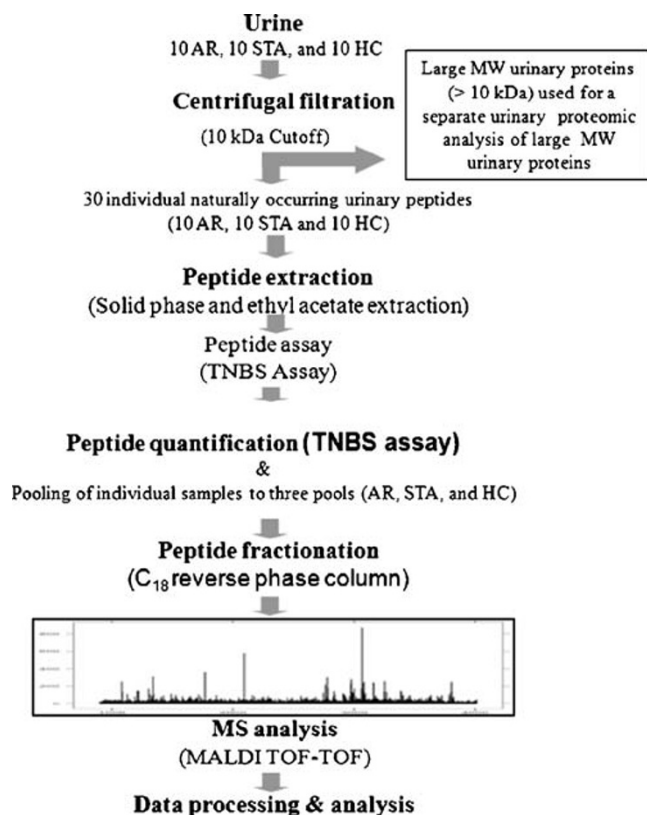 Urine
10 AR, 10 STA, and 10 HC
Centrifugal filtration
(10 kDa Cutoff)
Large MW urinary proteins
(> 10 kDa) used for a
separate urinary proteomic
analysis of large MW
urinary proteins
30 individual naturally occurring urinary peptides
(10 AR, 10 STA and 10 HC)
Peptide extraction
(Solid phase and ethyl acetate extraction)
Peptide assay
(TNBS Assay)
Peptide quantification (TNBS assay)
&
Pooling of individual samples to three pools (AR, STA, and HC)
Peptide fractionation
(C₁₈ reverse phase column)
MS analysis
(MALDI TOF-TOF)
Data processing & analysis